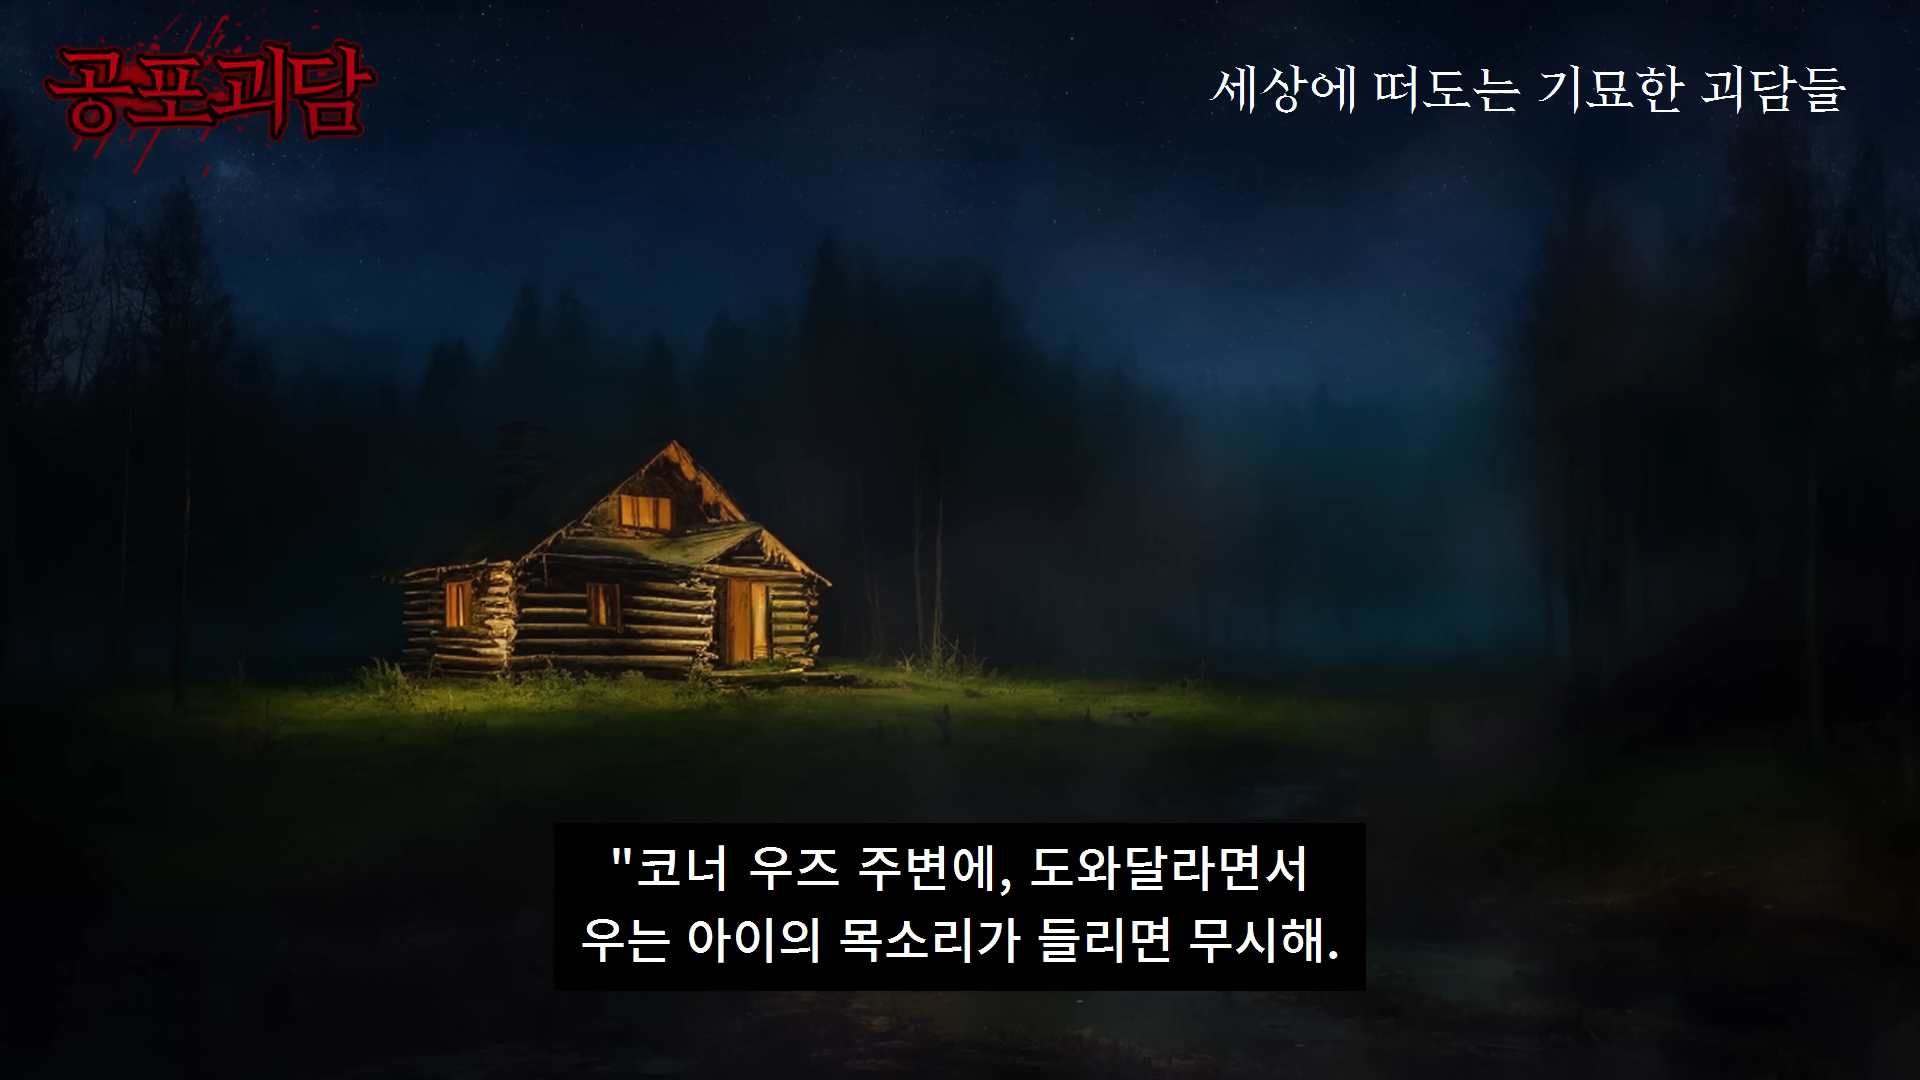 공포괴담
세상에 떠도는 기묘한 괴담들
"코너 우즈 주변에, 도와달라면서
우는 아이의 목소리가 들리면 무시해.